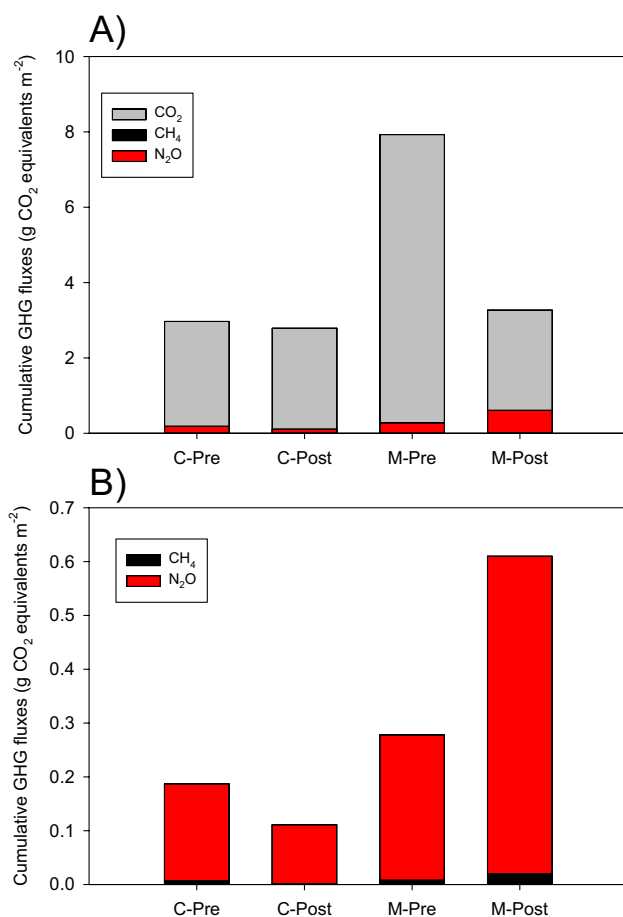 A)
Cumulative GHG fluxes (g CO₂ equivalents m⁻²)
10
8
6
4
2
0
CO₂
CH₄
N₂O
C-Pre C-Post M-Pre M-Post
B)
Cumulative GHG fluxes (g CO₂ equivalents m⁻²)
0.7
0.6
0.5
0.4
0.3
0.2
0.1
0.0
CH₄
N₂O
C-Pre C-Post M-Pre M-Post